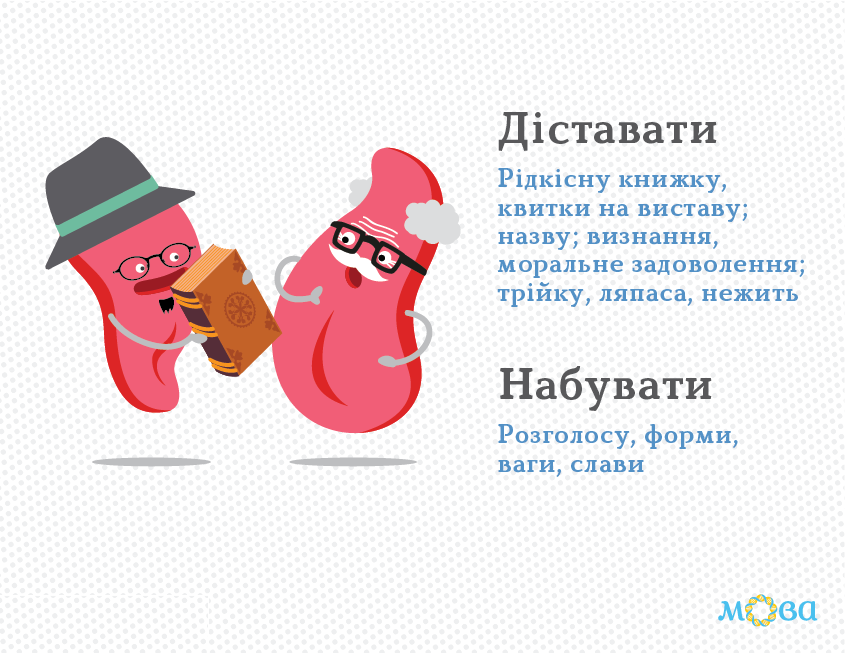 Діставати
Рідкісну книжку,
квитки на виставу;
назву; визнання,
моральне задоволення;
трійку, ляпаса, нежить
Набувати
Розголосу, форми,
ваги, слави
мова